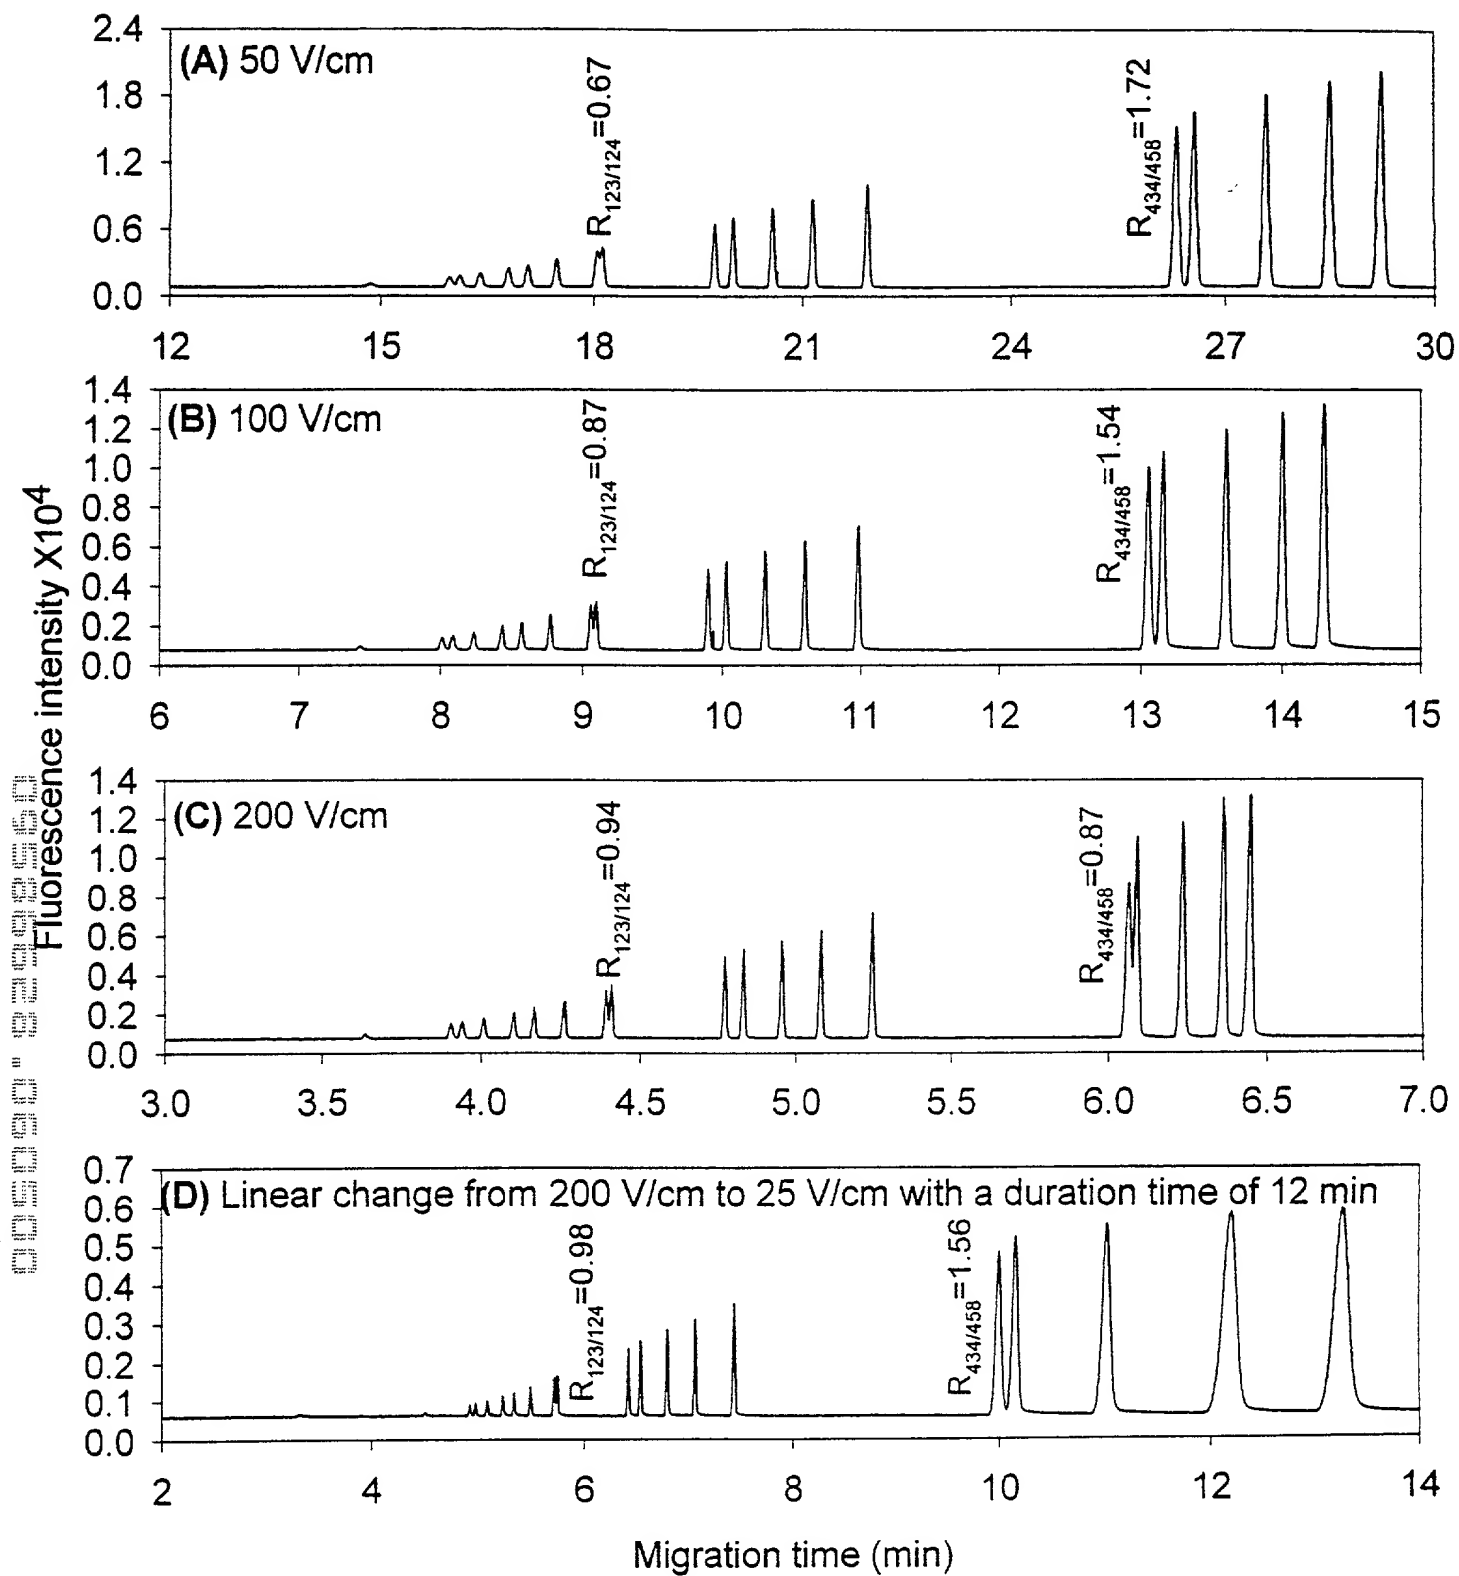 Fluorescence intensity X10⁴
2.4
1.8
1.2
0.6
0.0
(A) 50 V/cm
R₁₂₃/₁₂₄=0.67
R₄₃₄/₄₅₈=1.72
12 15 18 21 24 27 30
1.4
1.2
1.0
0.8
0.6
0.4
0.2
0.0
(B) 100 V/cm
R₁₂₃/₁₂₄=0.87
R₄₃₄/₄₅₈=1.54
6 7 8 9 10 11 12 13 14 15
1.4
1.2
1.0
0.8
0.6
0.4
0.2
0.0
(C) 200 V/cm
R₁₂₃/₁₂₄=0.94
R₄₃₄/₄₅₈=0.87
3.0 3.5 4.0 4.5 5.0 5.5 6.0 6.5 7.0
0.7
0.6
0.5
0.4
0.3
0.2
0.1
0.0
(D) Linear change from 200 V/cm to 25 V/cm with a duration time of 12 min
R₁₂₃/₁₂₄=0.98
R₄₃₄/₄₅₈=1.56
2 4 6 8 10 12 14
Migration time (min)